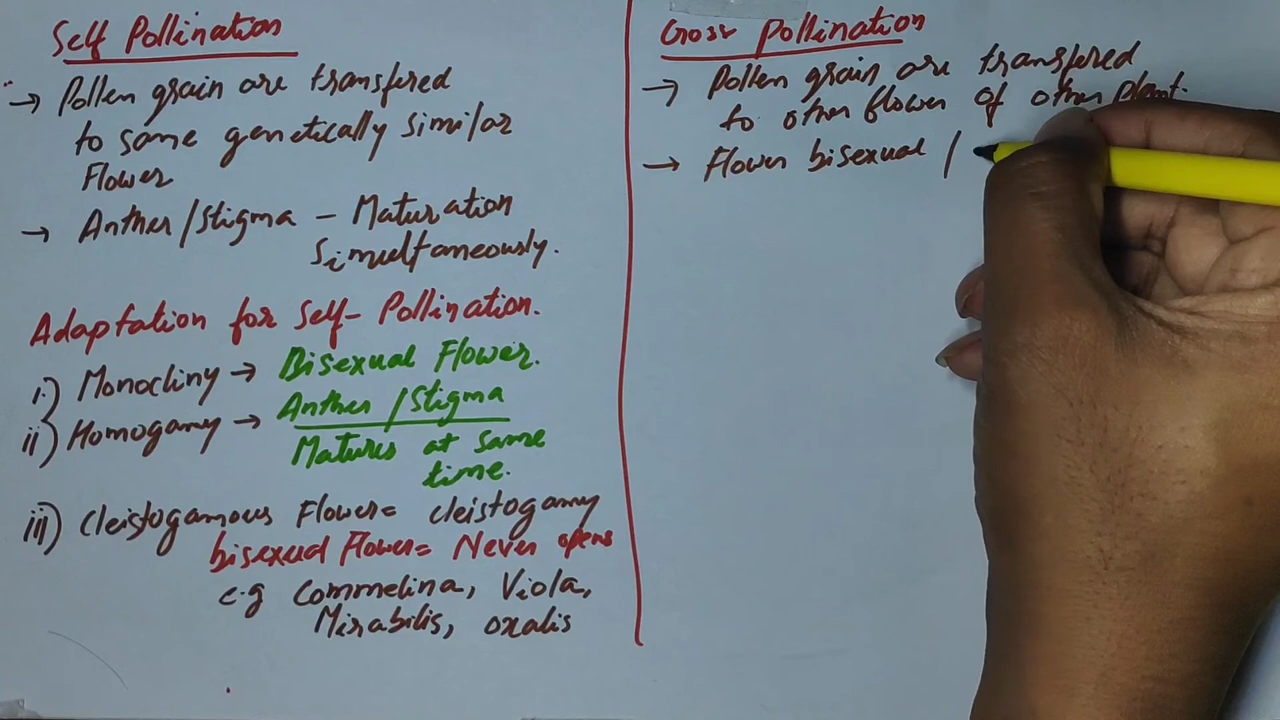 Self Pollination
→ Pollen grain are transfered
to same genetically similar
Flower
→ Anther/Stigma - Maturation
Simultaneously.
Adaptation for Self-Pollination.
i) Monocliny → Bisexual Flower.
ii) Homogamy → Anther/Stigma
Matures at same
time.
iii) Cleistogamous Flower= cleistogamy
bisexual Flower= Never opens
e.g Commelina, Viola,
Mirabilis, oxalis
Cross Pollination
→ Pollen grain are transfered
to other flower of other plant.
→ Flower bisexual /